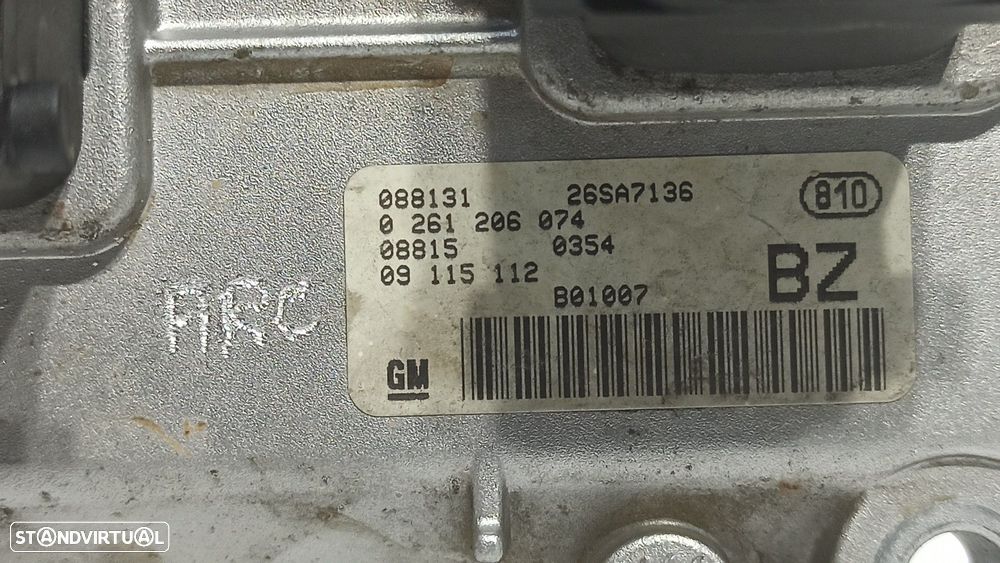 088131 26SA7136 810
0 261 206 074
08815 0354
09 115 112 BZ
B01007
GM
ARC
STANDVIRTUAL